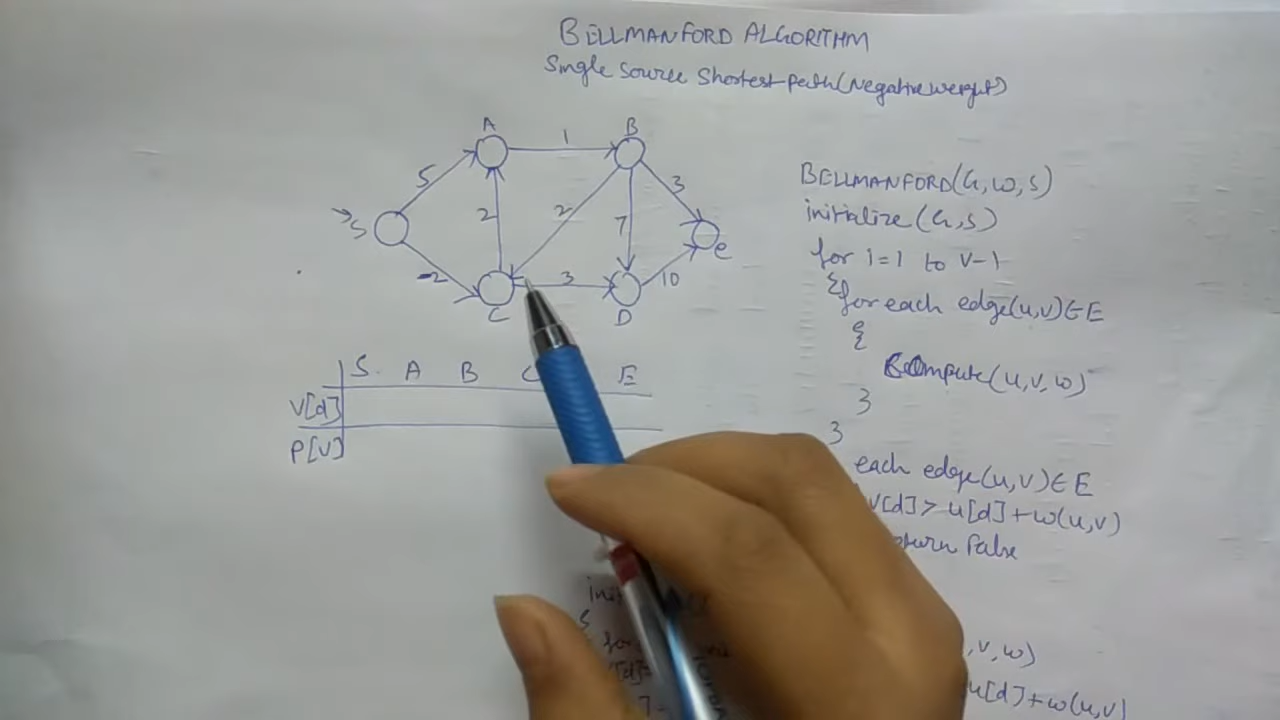 BELLMANFORD ALGORITHM
Single Source Shortest-Path(Negative weight)
A
1
B
5
3
S
2
2
7
e
-2
3
10
C
D
S. A B C E
V[d]
P[V]
BELLMANFORD(G, w, S)
initialize (G, S)
for i=1 to V-1
{for each edge(u,v)∈E
{
Compute(u,v,w)
}
}
each edge(u,v)∈E
V[d] > u[d]+w(u,v)
return False
, v, w)
u[d]+w(u,v)